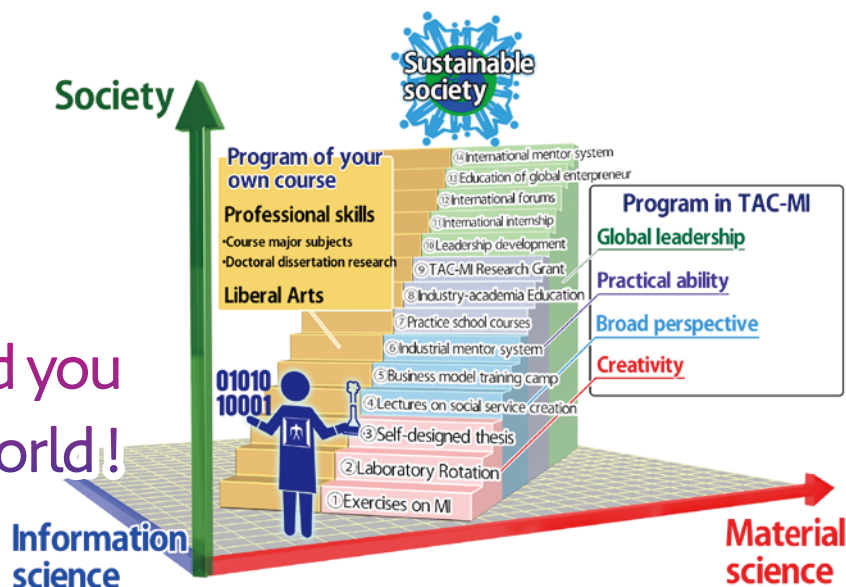 Sustainable
society
Society
Program of your
own course
Professional skills
・Course major subjects
・Doctoral dissertation research
Liberal Arts
⑭International mentor system
⑬Education of global enterpreneur
⑫International forums
⑪International internship
⑩Leadership development
⑨TAC-MI Research Grant
⑧Industry-academia Education
⑦Practice school courses
⑥Industrial mentor system
⑤Business model training camp
④Lectures on social service creation
③Self-designed thesis
②Laboratory Rotation
①Exercises on MI
Program in TAC-MI
Global leadership
Practical ability
Broad perspective
Creativity
you
orld !
01010
10001
Information
science
Material
science